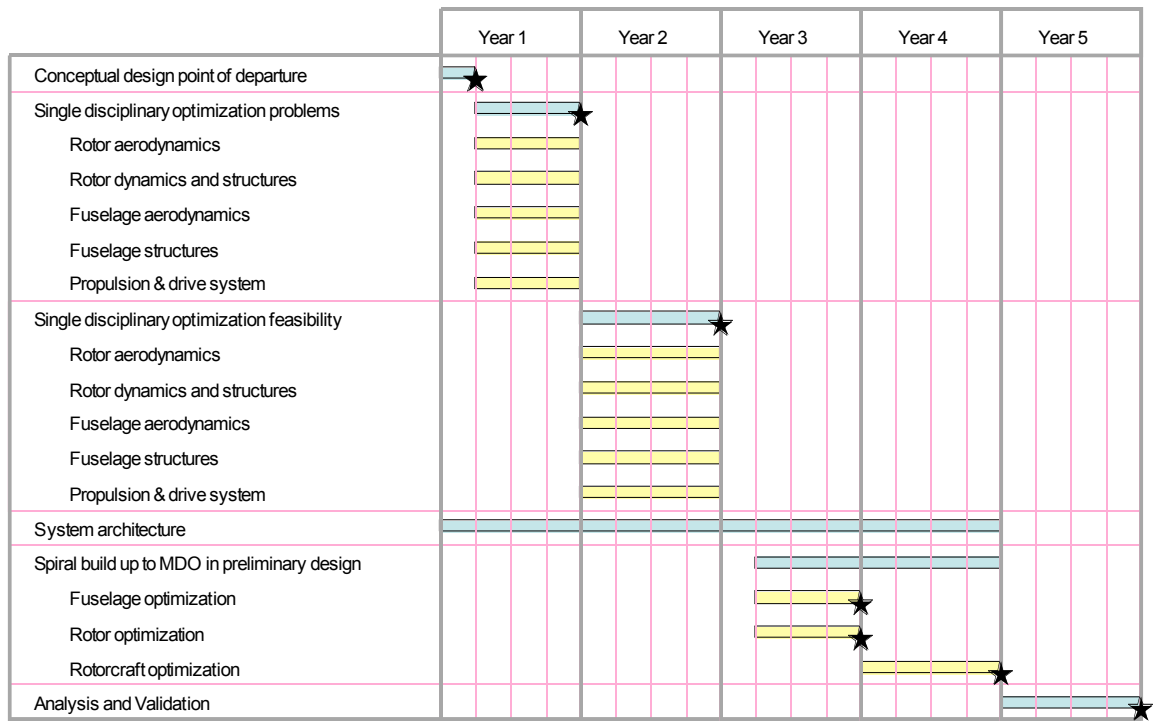 Year 1 Year 2 Year 3 Year 4 Year 5
Conceptual design point of departure
Single disciplinary optimization problems
Rotor aerodynamics
Rotor dynamics and structures
Fuselage aerodynamics
Fuselage structures
Propulsion & drive system
Single disciplinary optimization feasibility
Rotor aerodynamics
Rotor dynamics and structures
Fuselage aerodynamics
Fuselage structures
Propulsion & drive system
System architecture
Spiral build up to MDO in preliminary design
Fuselage optimization
Rotor optimization
Rotorcraft optimization
Analysis and Validation